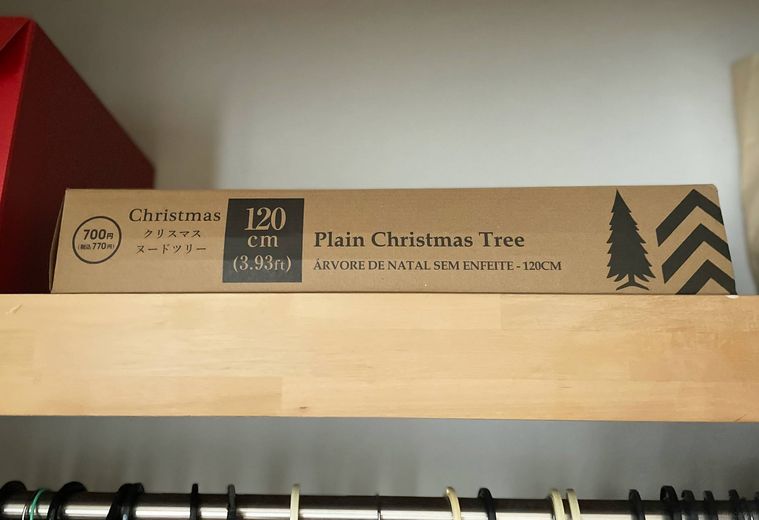 700円
(税込770円)
Christmas
クリスマス
ヌードツリー
120
cm
(3.93ft)
Plain Christmas Tree
ÁRVORE DE NATAL SEM ENFEITE - 120CM